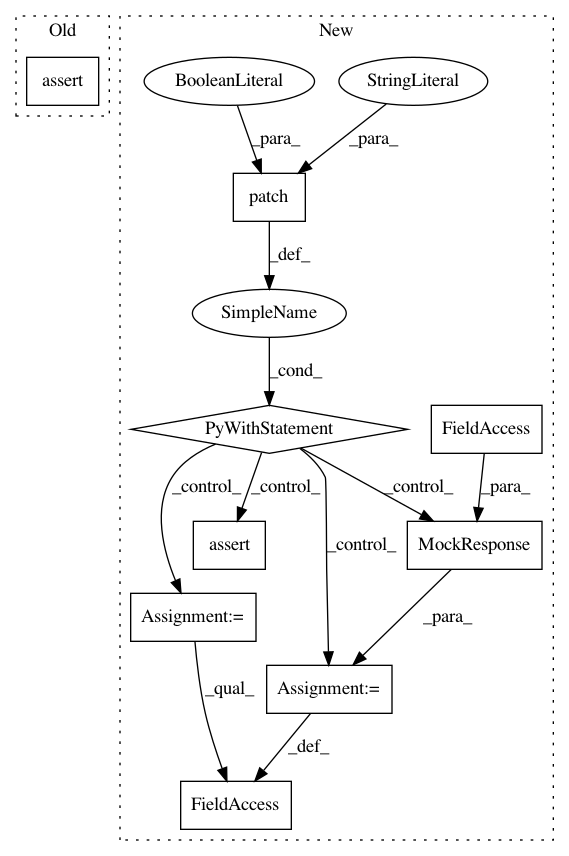 Old
New
assert
BooleanLiteral
StringLiteral
_para_
_para_
patch
_def_
SimpleName
_cond_
PyWithStatement
FieldAccess
_control_
_control_
_control_
_para_
assert
_control_
MockResponse
Assignment:=
_para_
Assignment:=
_qual_
_def_
FieldAccess